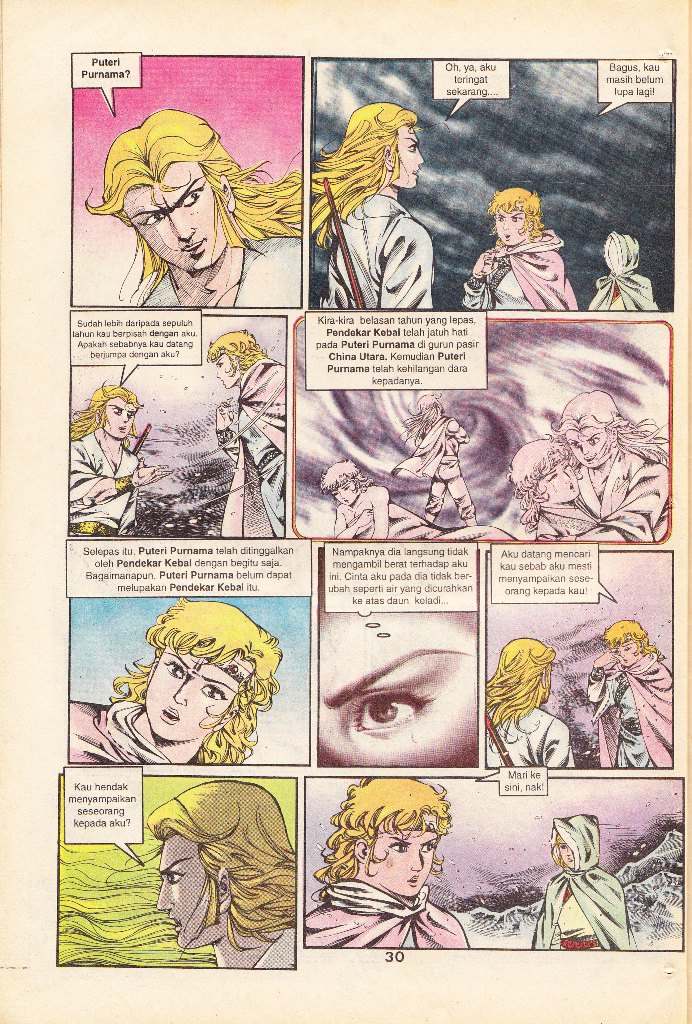 Puteri
Purnama?
Oh, ya, aku
teringat
sekarang....
Bagus, kau
masih belum
lupa lagi!
Sudah lebih daripada sepuluh
tahun kau berpisah dengan aku.
Apakah sebabnya kau datang
berjumpa dengan aku?
Kira-kira belasan tahun yang lepas,
Pendekar Kebal telah jatuh hati
pada Puteri Purnama di gurun pasir
China Utara. Kemudian Puteri
Purnama telah kehilangan dara
kepadanya.
Selepas itu, Puteri Purnama telah ditinggalkan
oleh Pendekar Kebal dengan begitu saja.
Bagaimanapun, Puteri Purnama belum dapat
melupakan Pendekar Kebal itu.
Nampaknya dia langsung tidak
mengambil berat terhadap aku
ini. Cinta aku pada dia tidak ber-
ubah seperti air yang dicurahkan
ke atas daun keladi...
Aku datang mencari
kau sebab aku mesti
menyampaikan sese-
orang kepada kau!
Kau hendak
menyampaikan
seseorang
kepada aku?
Mari ke
sini, nak!
30